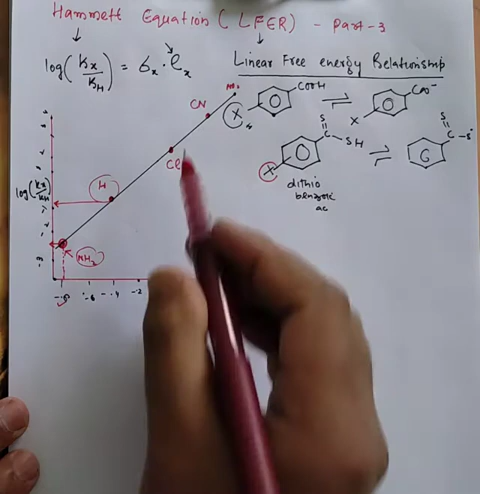 Hammett Equation (LFER) - Part-3
log(kx/kH) = σx · ρx
Linear Free energy Relationship
CN
COOH
COO⁻
X
X
S
C - SH
S
C - S⁻
Cl
H
X
log(kx/kH)
dithio
benzoic
ac
NH2
-.6 -.4 -.2